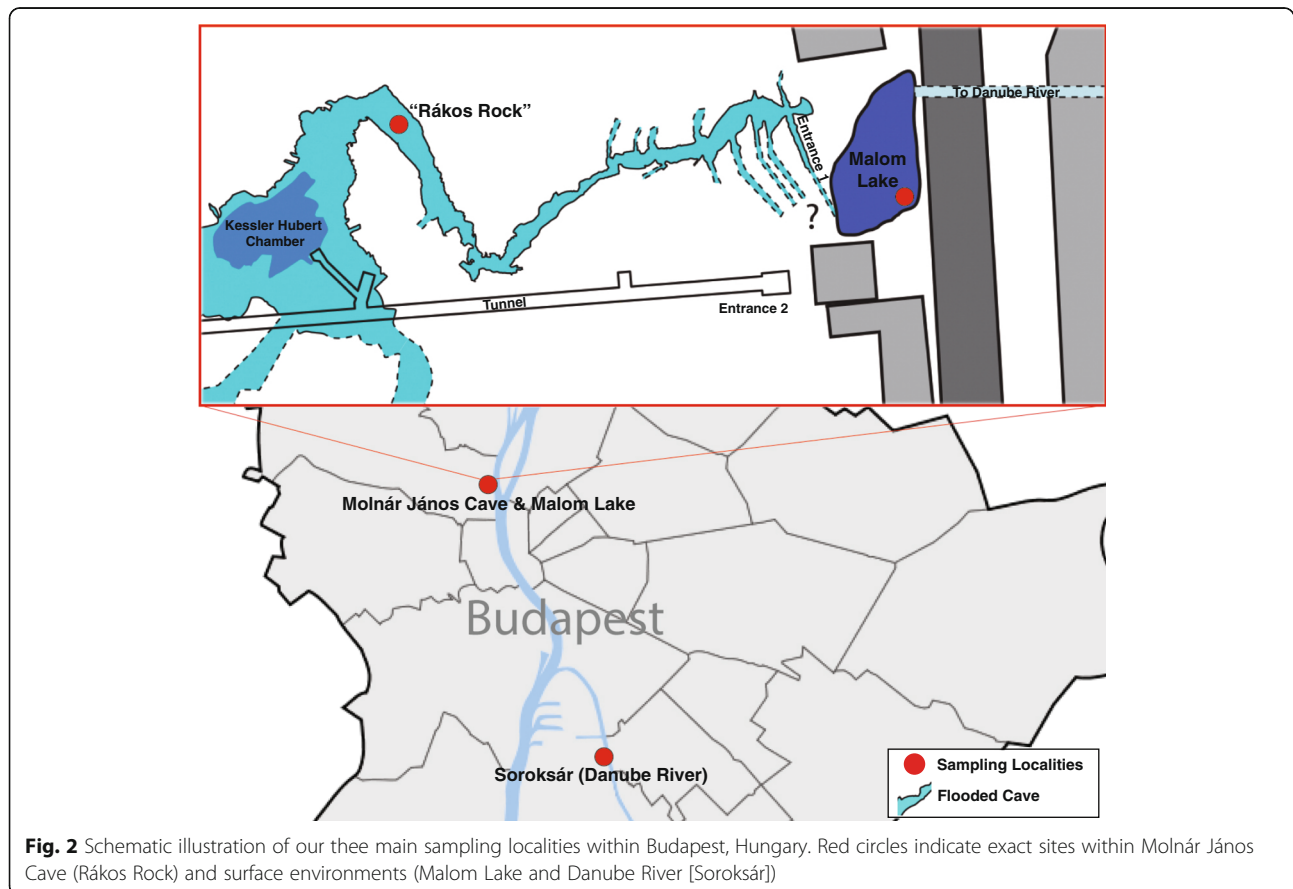 "Rákos Rock"
To Danube River
Entrance 1
Malom
Lake
Kessler Hubert
Chamber
?
Tunnel
Entrance 2
Molnár János Cave & Malom Lake
Budapest
Soroksár (Danube River)
Sampling Localities
Flooded Cave
Fig. 2 Schematic illustration of our thee main sampling localities within Budapest, Hungary. Red circles indicate exact sites within Molnár János
Cave (Rákos Rock) and surface environments (Malom Lake and Danube River [Soroksár])